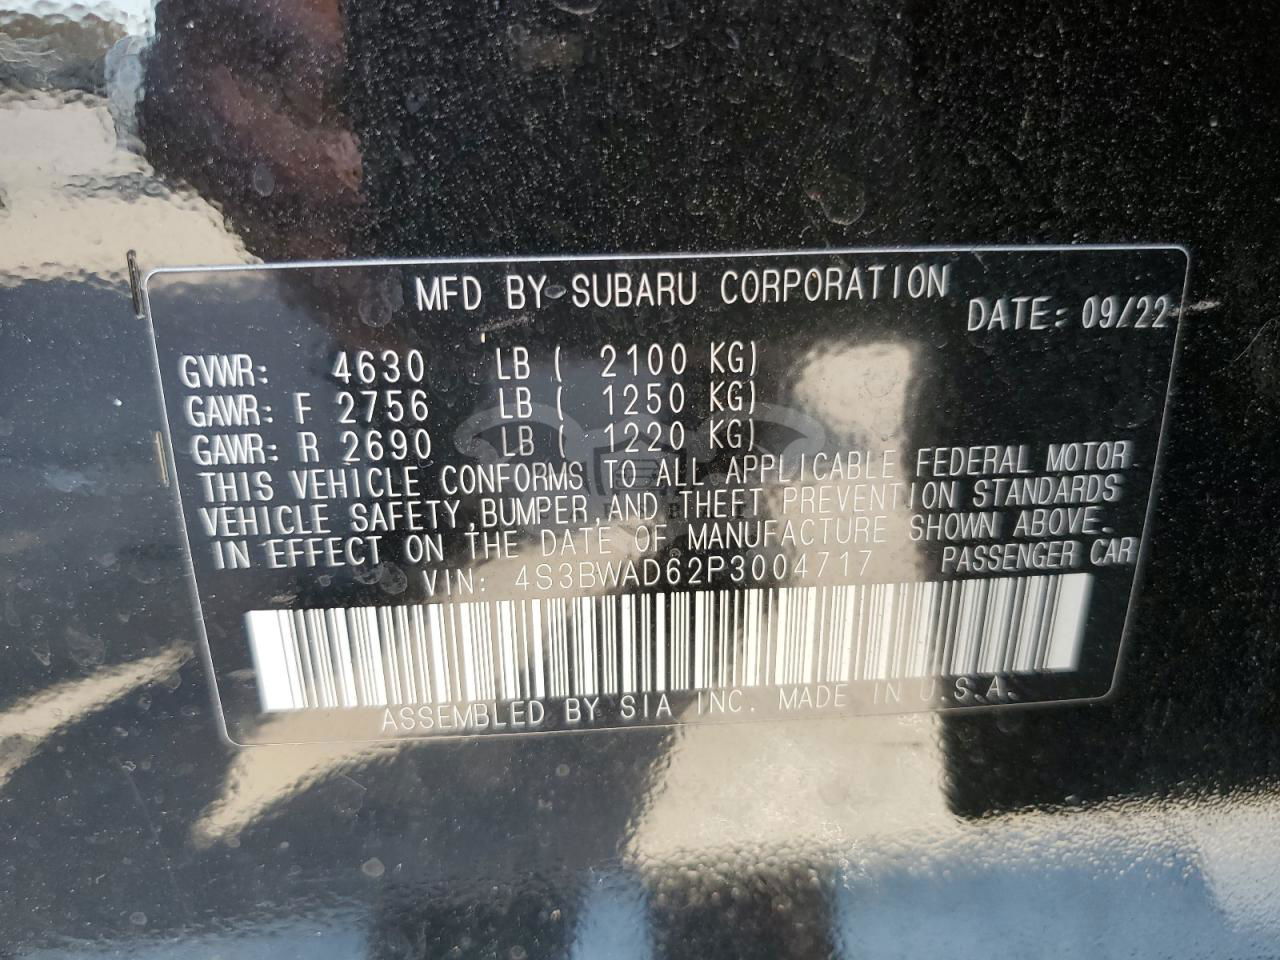 MFD BY SUBARU CORPORATION
DATE: 09/22
GVWR: 4630 LB ( 2100 KG)
GAWR: F 2756 LB ( 1250 KG)
GAWR: R 2690 LB ( 1220 KG)
THIS VEHICLE CONFORMS TO ALL APPLICABLE FEDERAL MOTOR
VEHICLE SAFETY, BUMPER, AND THEFT PREVENTION STANDARDS
IN EFFECT ON THE DATE OF MANUFACTURE SHOWN ABOVE.
VIN: 4S3BWAD62P3004717 PASSENGER CAR
ASSEMBLED BY SIA INC. MADE IN U.S.A.